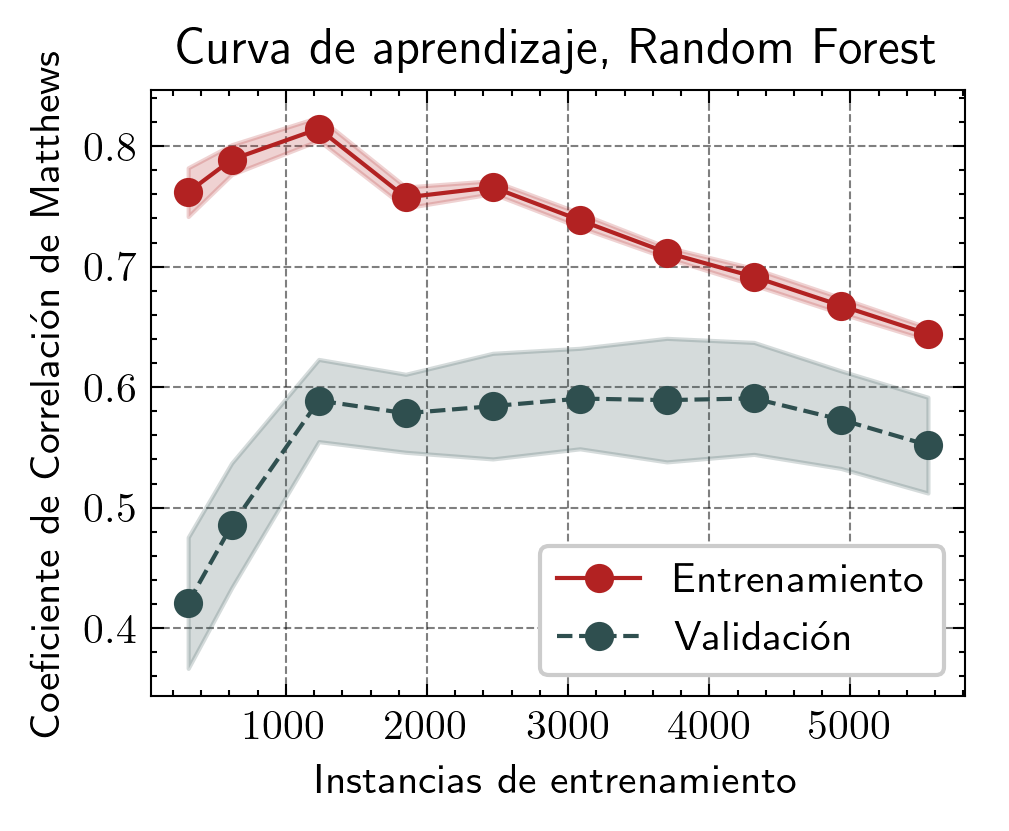 Curva de aprendizaje, Random Forest
Coeficiente de Correlación de Matthews
0.8
0.7
0.6
0.5
0.4
Entrenamiento
Validación
1000 2000 3000 4000 5000
Instancias de entrenamiento